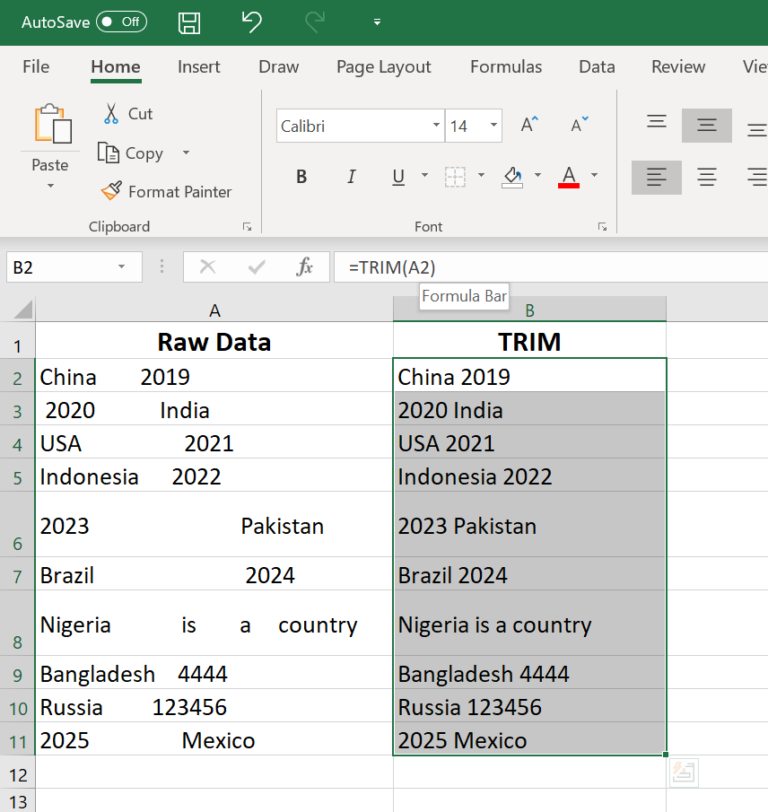 AutoSave Off
File Home Insert Draw Page Layout Formulas Data Review Vie
Paste
Cut
Copy
Format Painter
Clipboard
Calibri 14 A A
B I U A
Font
B2 fx =TRIM(A2)
Formula Bar
A B
1 Raw Data TRIM
2 China 2019 China 2019
3 2020 India 2020 India
4 USA 2021 USA 2021
5 Indonesia 2022 Indonesia 2022
6 2023 Pakistan 2023 Pakistan
7 Brazil 2024 Brazil 2024
8 Nigeria is a country Nigeria is a country
9 Bangladesh 4444 Bangladesh 4444
10 Russia 123456 Russia 123456
11 2025 Mexico 2025 Mexico
12
13